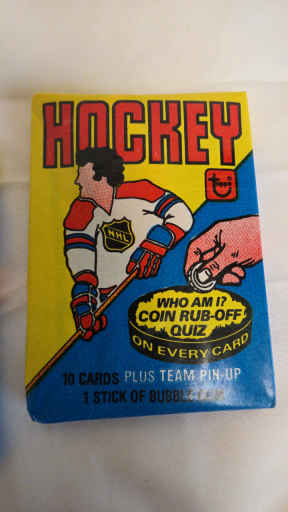 HOCKEY
topps
NHL
WHO AM I?
COIN RUB-OFF
QUIZ
ON EVERY CARD
10 CARDS PLUS TEAM PIN-UP
1 STICK OF BUBBLE GUM